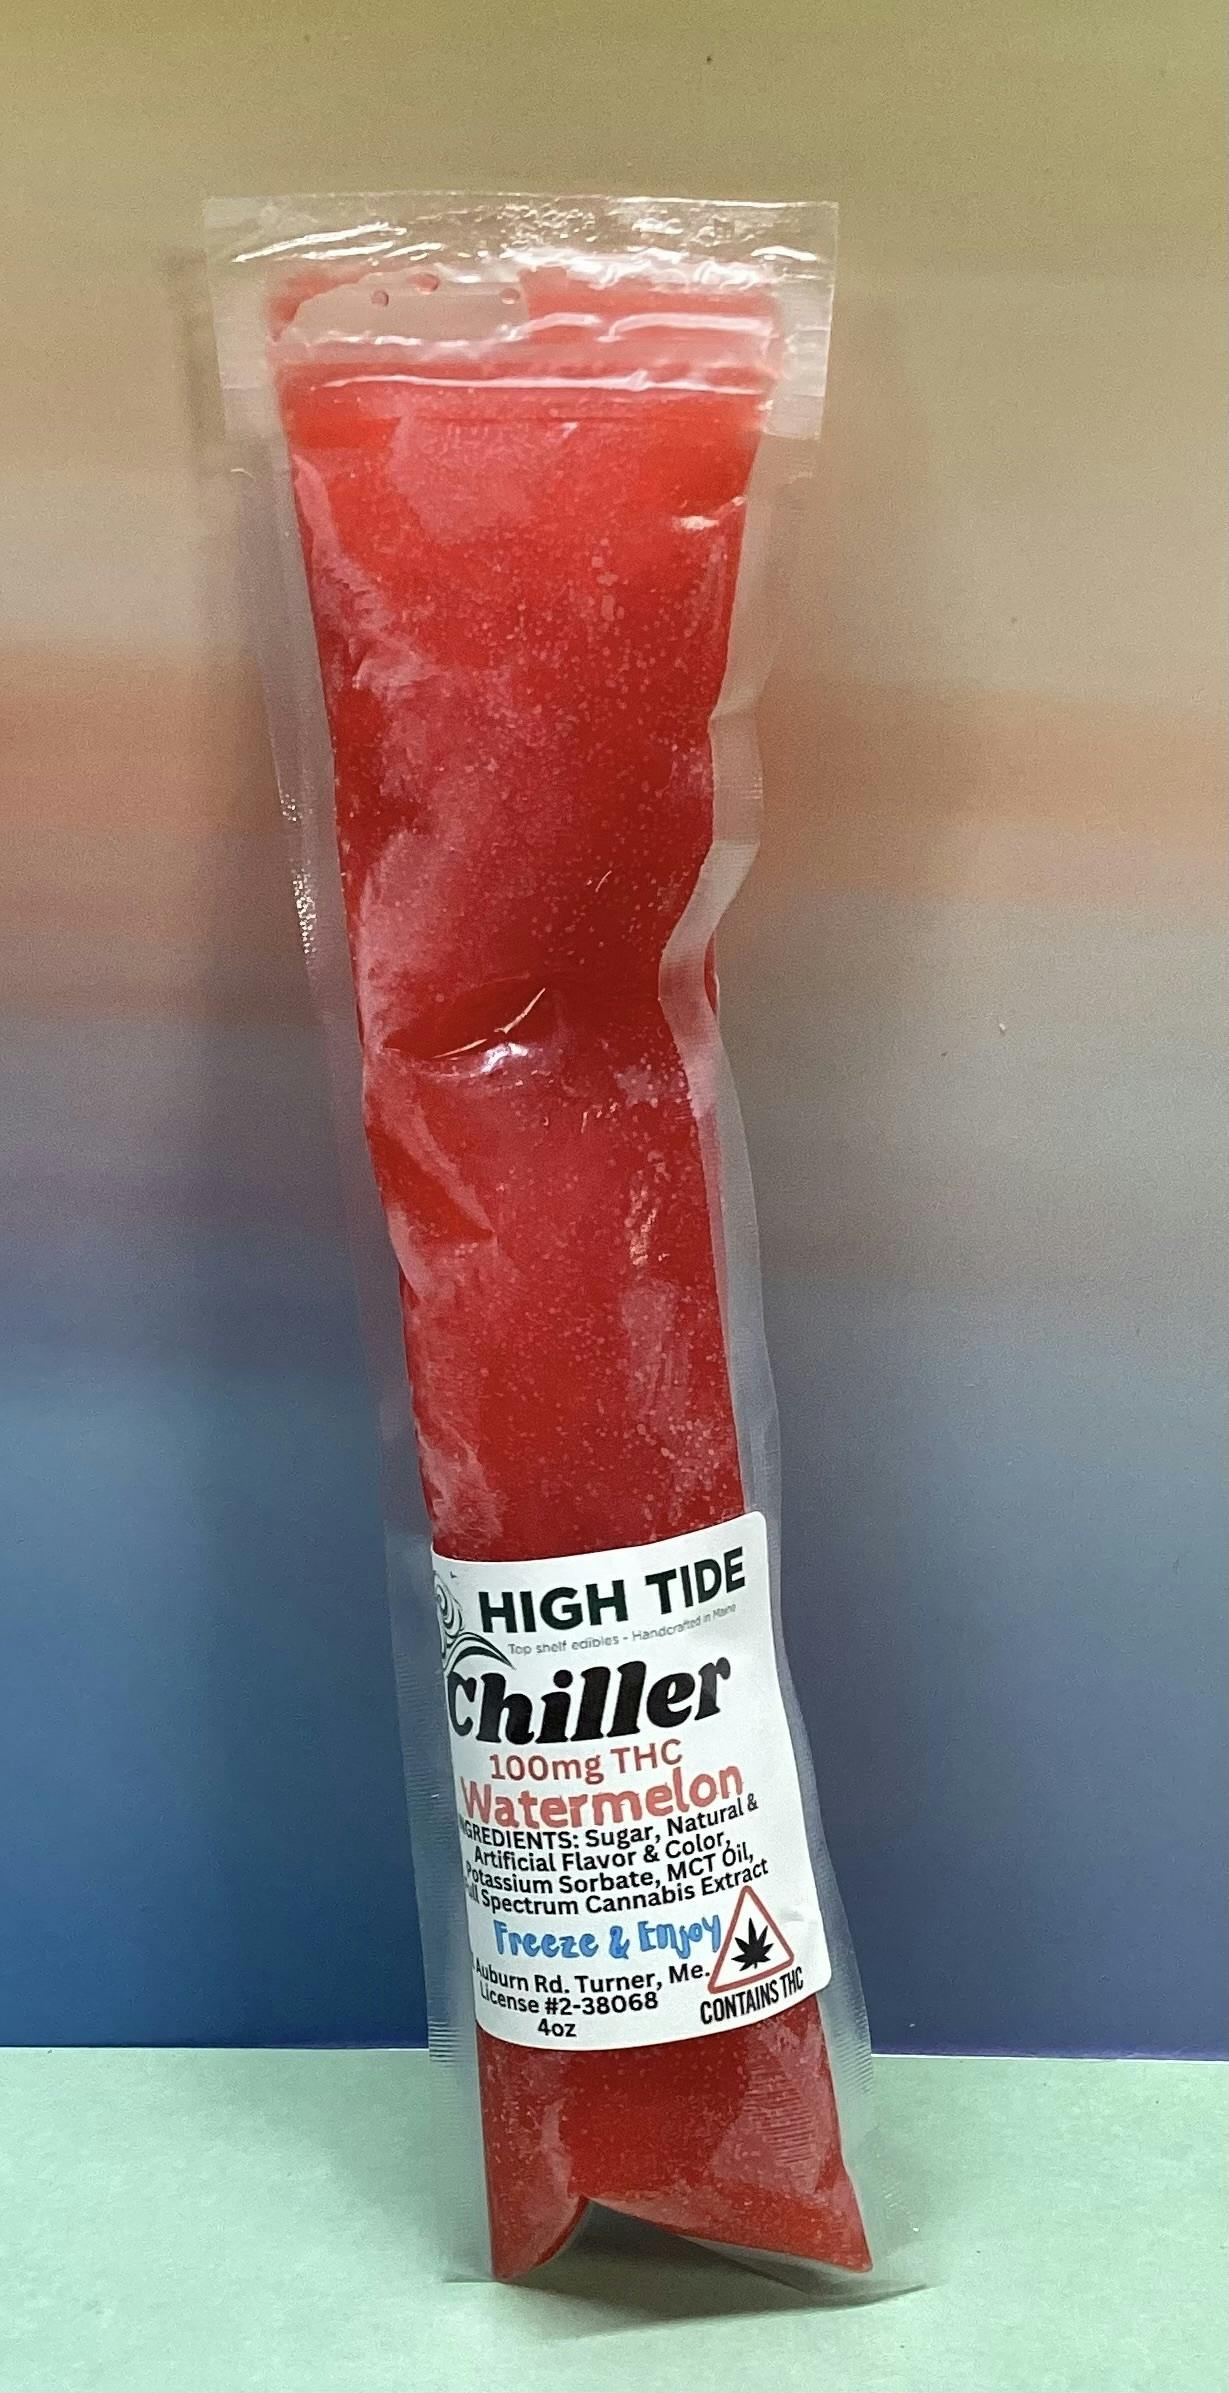 HIGH TIDE
Top shelf edibles - Handcrafted in Maine
Chiller
100mg THC
Watermelon
INGREDIENTS: Sugar, Natural &
Artificial Flavor & Color,
Potassium Sorbate, MCT Oil,
Spectrum Cannabis Extract
Freeze & Enjoy
Auburn Rd. Turner, Me.
License #2-38068
4oz
CONTAINS THC